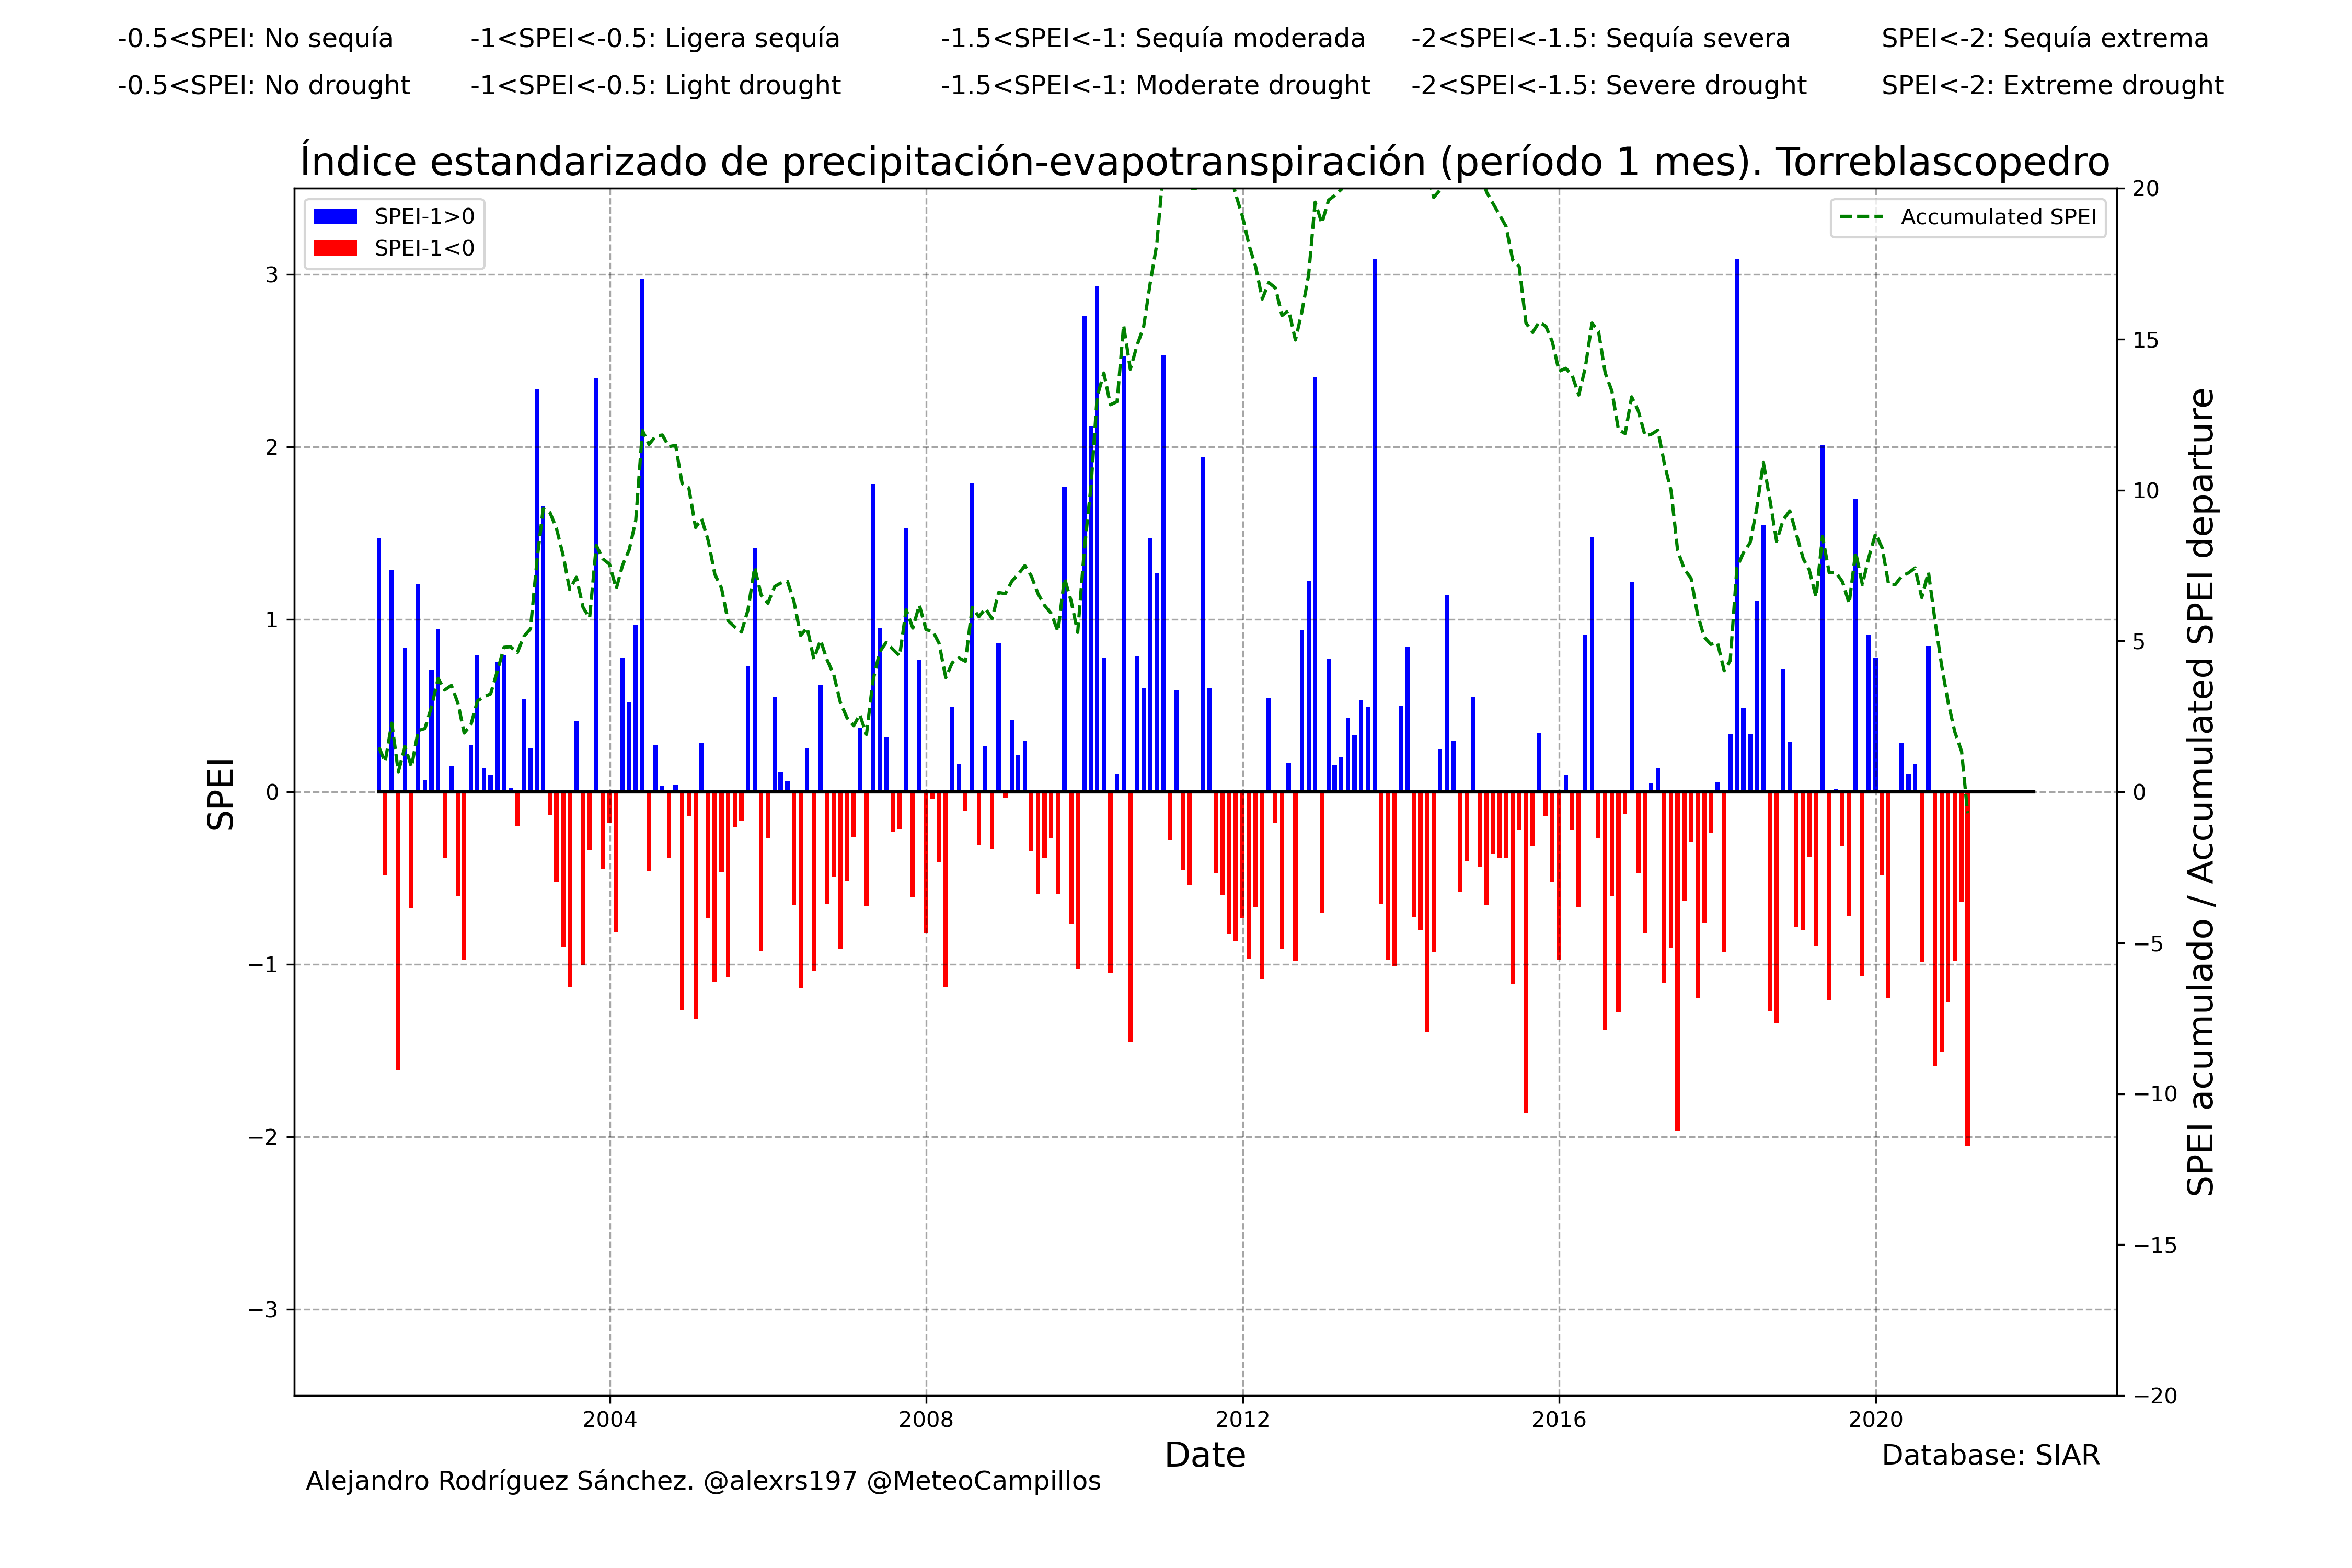 -0.5<SPEI: No sequía -1<SPEI<-0.5: Ligera sequía -1.5<SPEI<-1: Sequía moderada -2<SPEI<-1.5: Sequía severa SPEI<-2: Sequía extrema
-0.5<SPEI: No drought -1<SPEI<-0.5: Light drought -1.5<SPEI<-1: Moderate drought -2<SPEI<-1.5: Severe drought SPEI<-2: Extreme drought
Índice estandarizado de precipitación-evapotranspiración (período 1 mes). Torreblascopedro
SPEI-1>0
SPEI-1<0
Accumulated SPEI
SPEI
3
2
1
0
−1
−2
−3
20
15
10
5
0
−5
−10
−15
−20
SPEI acumulado / Accumulated SPEI departure
2004 2008 2012 2016 2020
Date
Database: SIAR
Alejandro Rodríguez Sánchez. @alexrs197 @MeteoCampillos